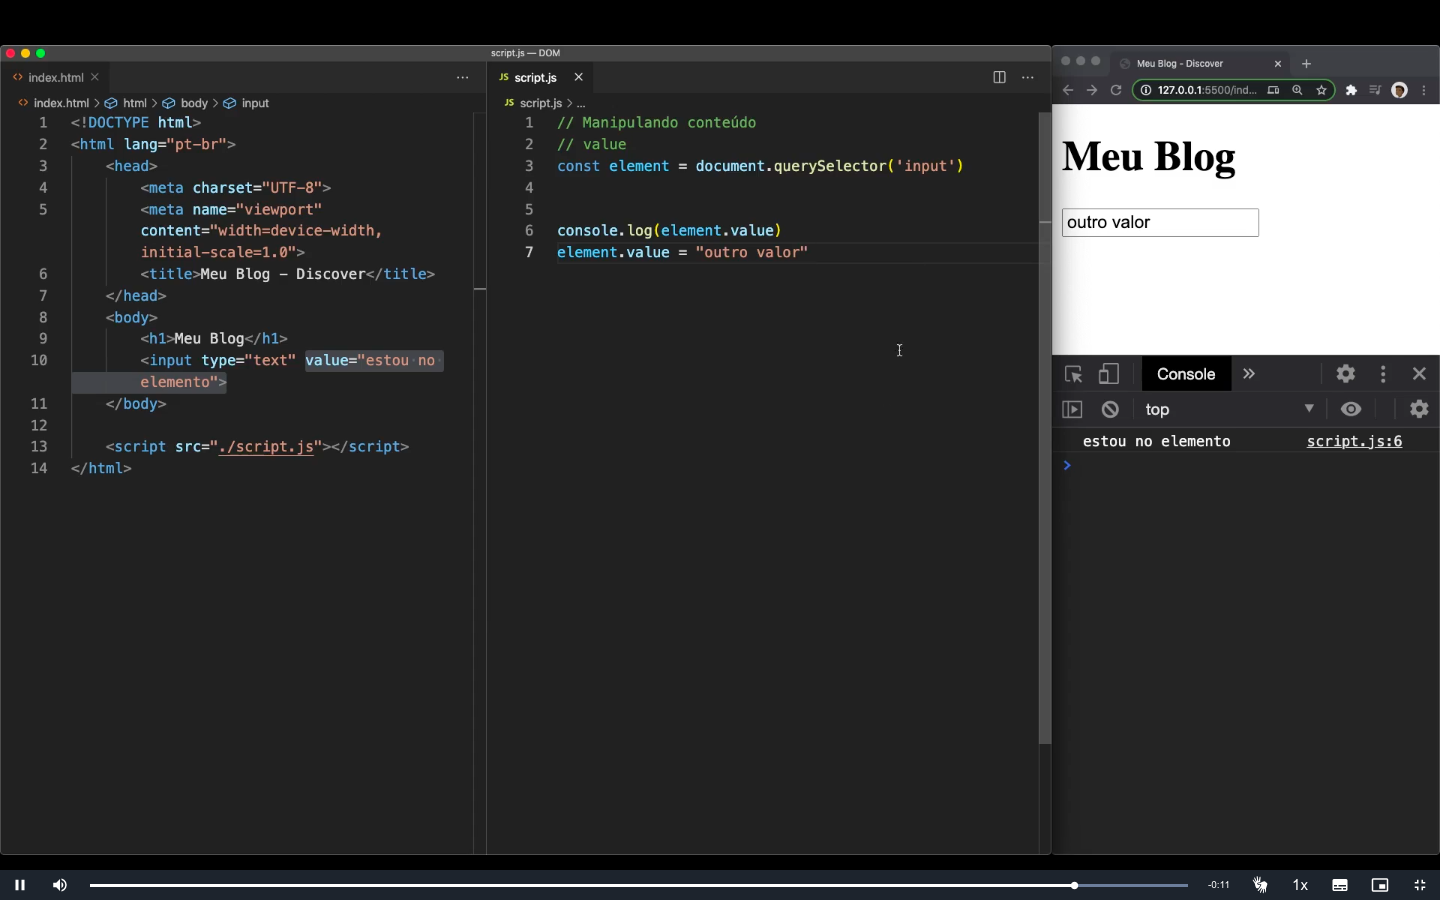 script.js — DOM
index.html
index.html > html > body > input
1 <!DOCTYPE html>
2 <html lang="pt-br">
3 <head>
4 <meta charset="UTF-8">
5 <meta name="viewport"
content="width=device-width,
initial-scale=1.0">
6 <title>Meu Blog – Discover</title>
7 </head>
8 <body>
9 <h1>Meu Blog</h1>
10 <input type="text" value="estou no
elemento">
11 </body>
12
13 <script src="./script.js"></script>
14 </html>
JS script.js
JS script.js > ...
1 // Manipulando conteúdo
2 // value
3 const element = document.querySelector('input')
4
5
6 console.log(element.value)
7 element.value = "outro valor"
Meu Blog - Discover
127.0.0.1:5500/ind...
Meu Blog
outro valor
Console
top
estou no elemento script.js:6
-0:11
1x